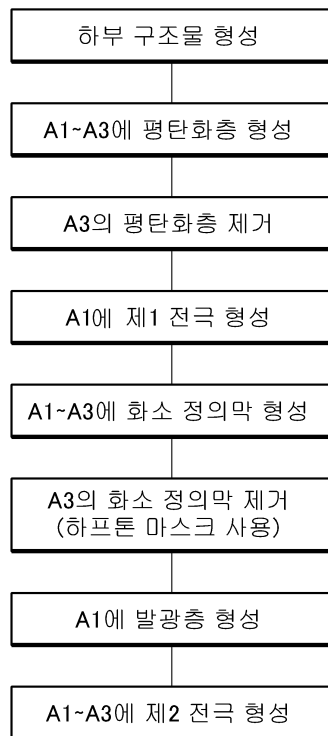 하부 구조물 형성
A1~A3에 평탄화층 형성
A3의 평탄화층 제거
A1에 제1 전극 형성
A1~A3에 화소 정의막 형성
A3의 화소 정의막 제거
(하프톤 마스크 사용)
A1에 발광층 형성
A1~A3에 제2 전극 형성